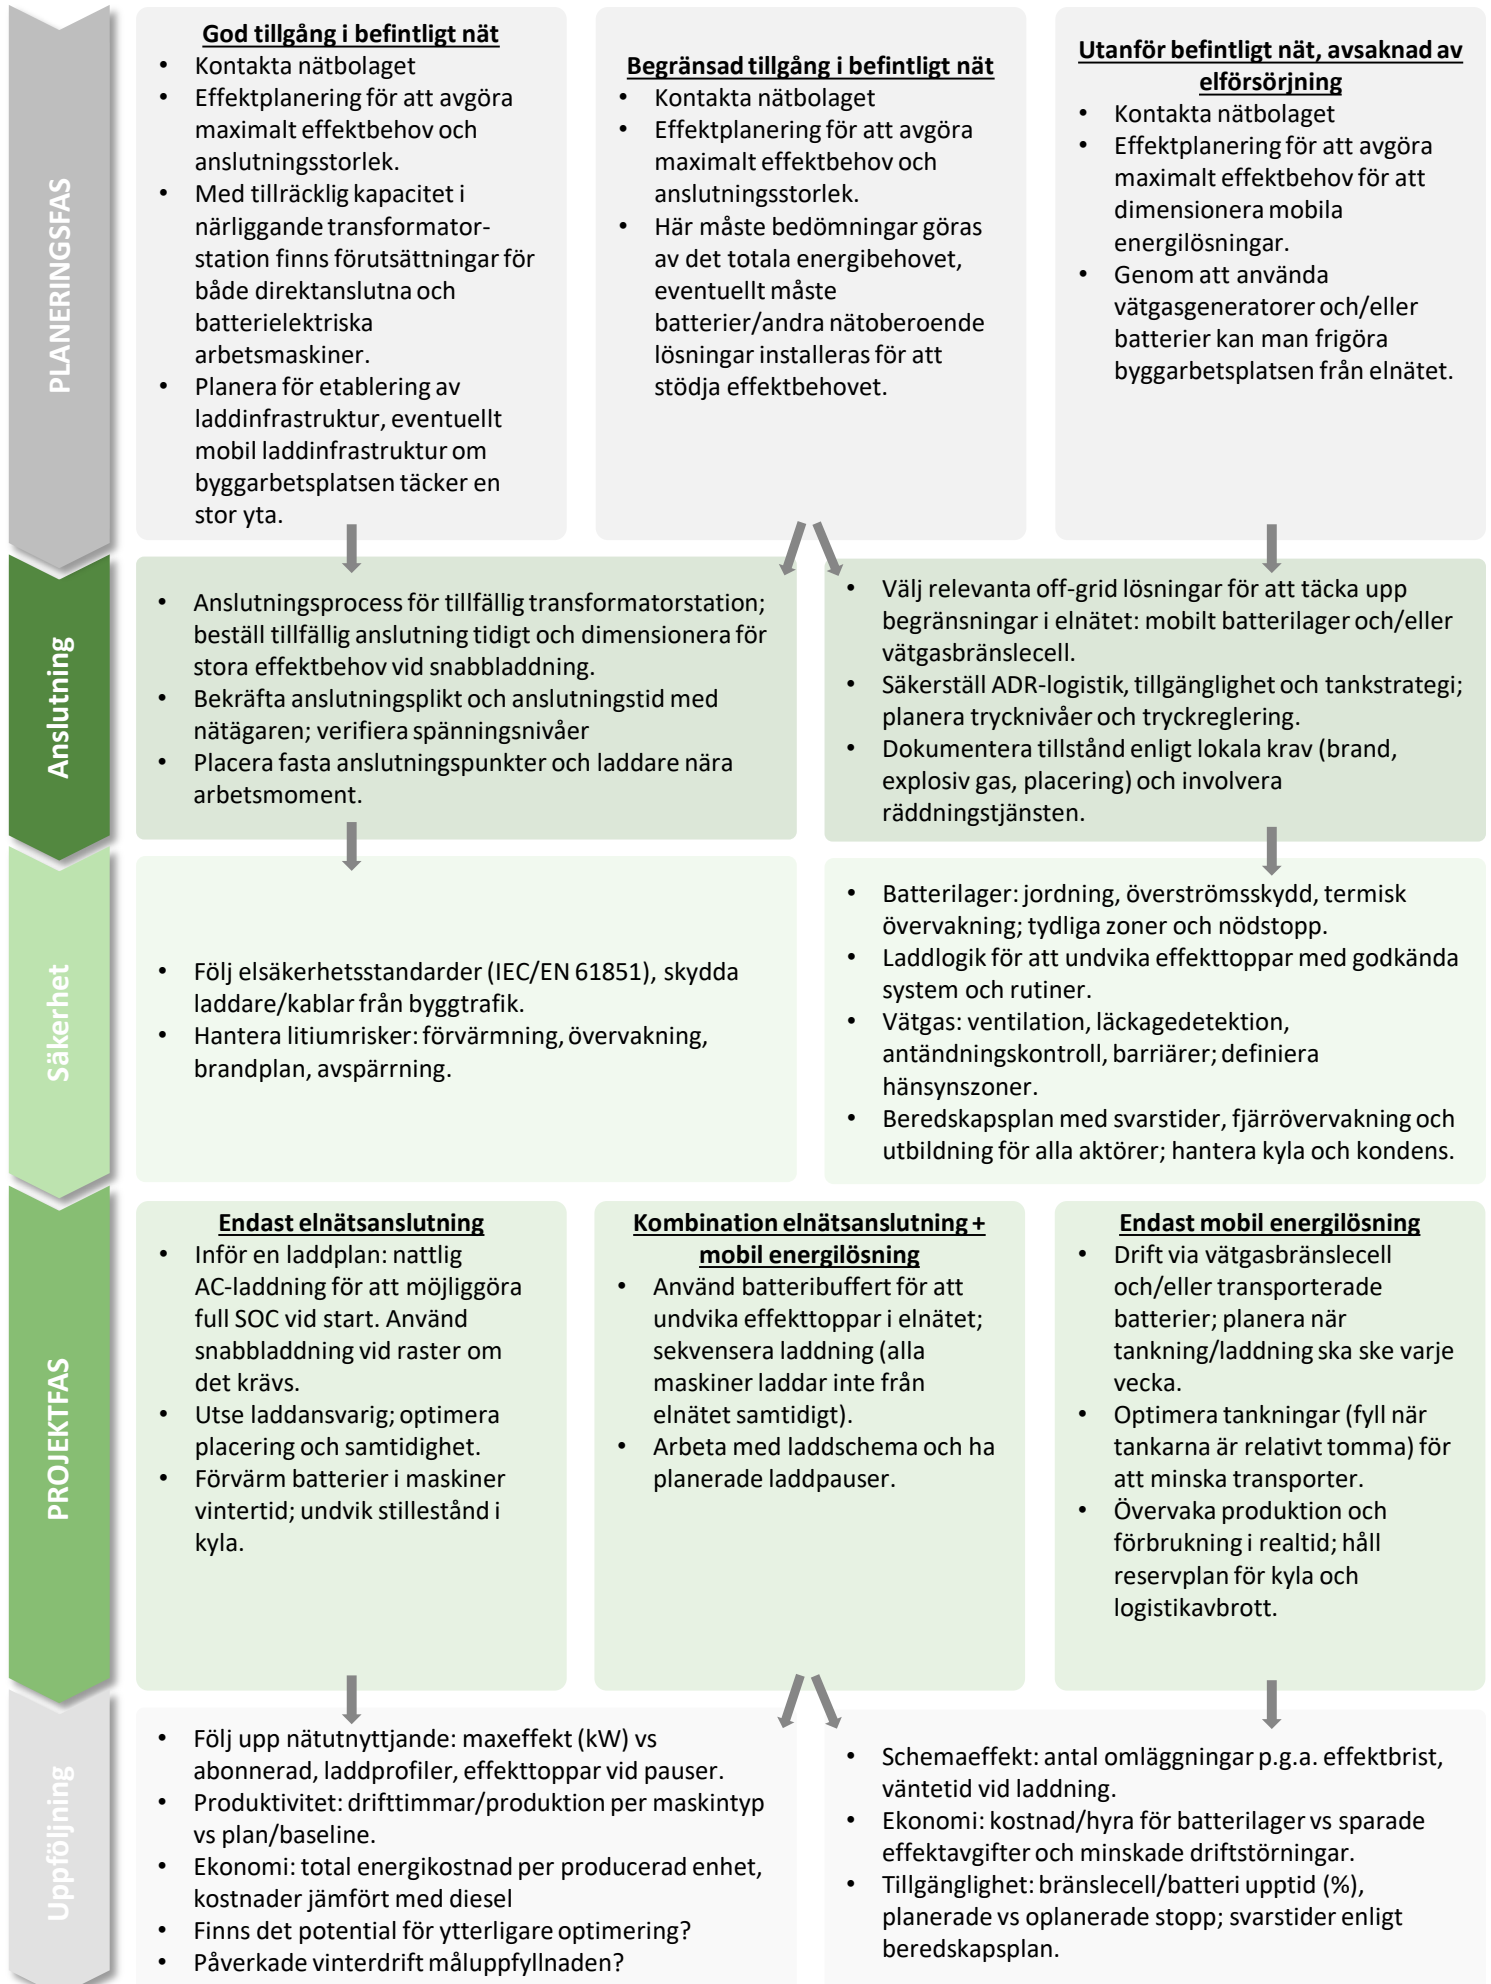 PLANERINGSFAS
God tillgång i befintligt nät
• Kontakta nätbolaget
• Effektplanering för att avgöra
maximalt effektbehov och
anslutningsstorlek.
• Med tillräcklig kapacitet i
närliggande transformator-
station finns förutsättningar för
både direktanslutna och
batterielektriska
arbetsmaskiner.
• Planera för etablering av
laddinfrastruktur, eventuellt
mobil laddinfrastruktur om
byggarbetsplatsen täcker en
stor yta.
Begränsad tillgång i befintligt nät
• Kontakta nätbolaget
• Effektplanering för att avgöra
maximalt effektbehov och
anslutningsstorlek.
• Här måste bedömningar göras
av det totala energibehovet,
eventuellt måste
batterier/andra nätoberoende
lösningar installeras för att
stödja effektbehovet.
Utanför befintligt nät, avsaknad av
elförsörjning
• Kontakta nätbolaget
• Effektplanering för att avgöra
maximalt effektbehov för att
dimensionera mobila
energilösningar.
• Genom att använda
vätgasgeneratorer och/eller
batterier kan man frigöra
byggarbetsplatsen från elnätet.
Anslutning
• Anslutningsprocess för tillfällig transformatorstation;
beställ tillfällig anslutning tidigt och dimensionera för
stora effektbehov vid snabbladdning.
• Bekräfta anslutningsplikt och anslutningstid med
nätägaren; verifiera spänningsnivåer
• Placera fasta anslutningspunkter och laddare nära
arbetsmoment.
• Välj relevanta off-grid lösningar för att täcka upp
begränsningar i elnätet: mobilt batterilager och/eller
vätgasbränslecell.
• Säkerställ ADR-logistik, tillgänglighet och tankstrategi;
planera trycknivåer och tryckreglering.
• Dokumentera tillstånd enligt lokala krav (brand,
explosiv gas, placering) och involvera
räddningstjänsten.
Säkerhet
• Följ elsäkerhetsstandarder (IEC/EN 61851), skydda
laddare/kablar från byggtrafik.
• Hantera litiumrisker: förvärmning, övervakning,
brandplan, avspärrning.
• Batterilager: jordning, överströmsskydd, termisk
övervakning; tydliga zoner och nödstopp.
• Laddlogik för att undvika effekttoppar med godkända
system och rutiner.
• Vätgas: ventilation, läckagedetektion,
antändningskontroll, barriärer; definiera
hänsynszoner.
• Beredskapsplan med svarstider, fjärrövervakning och
utbildning för alla aktörer; hantera kyla och kondens.
PROJEKTFAS
Endast elnätsanslutning
• Inför en laddplan: nattlig
AC-laddning för att möjliggöra
full SOC vid start. Använd
snabbladdning vid raster om
det krävs.
• Utse laddansvarig; optimera
placering och samtidighet.
• Förvärm batterier i maskiner
vintertid; undvik stillestånd i
kyla.
Kombination elnätsanslutning +
mobil energilösning
• Använd batteribuffert för att
undvika effekttoppar i elnätet;
sekvensera laddning (alla
maskiner laddar inte från
elnätet samtidigt).
• Arbeta med laddschema och ha
planerade laddpauser.
Endast mobil energilösning
• Drift via vätgasbränslecell
och/eller transporterade
batterier; planera när
tankning/laddning ska ske varje
vecka.
• Optimera tankningar (fyll när
tankarna är relativt tomma) för
att minska transporter.
• Övervaka produktion och
förbrukning i realtid; håll
reservplan för kyla och
logistikavbrott.
Uppföljning
• Följ upp nätutnyttjande: maxeffekt (kW) vs
abonnerad, laddprofiler, effekttoppar vid pauser.
• Produktivitet: drifttimmar/produktion per maskintyp
vs plan/baseline.
• Ekonomi: total energikostnad per producerad enhet,
kostnader jämfört med diesel
• Finns det potential för ytterligare optimering?
• Påverkade vinterdrift måluppfyllnaden?
• Schemaeffekt: antal omläggningar p.g.a. effektbrist,
väntetid vid laddning.
• Ekonomi: kostnad/hyra för batterilager vs sparade
effektavgifter och minskade driftstörningar.
• Tillgänglighet: bränslecell/batteri upptid (%),
planerade vs oplanerade stopp; svarstider enligt
beredskapsplan.